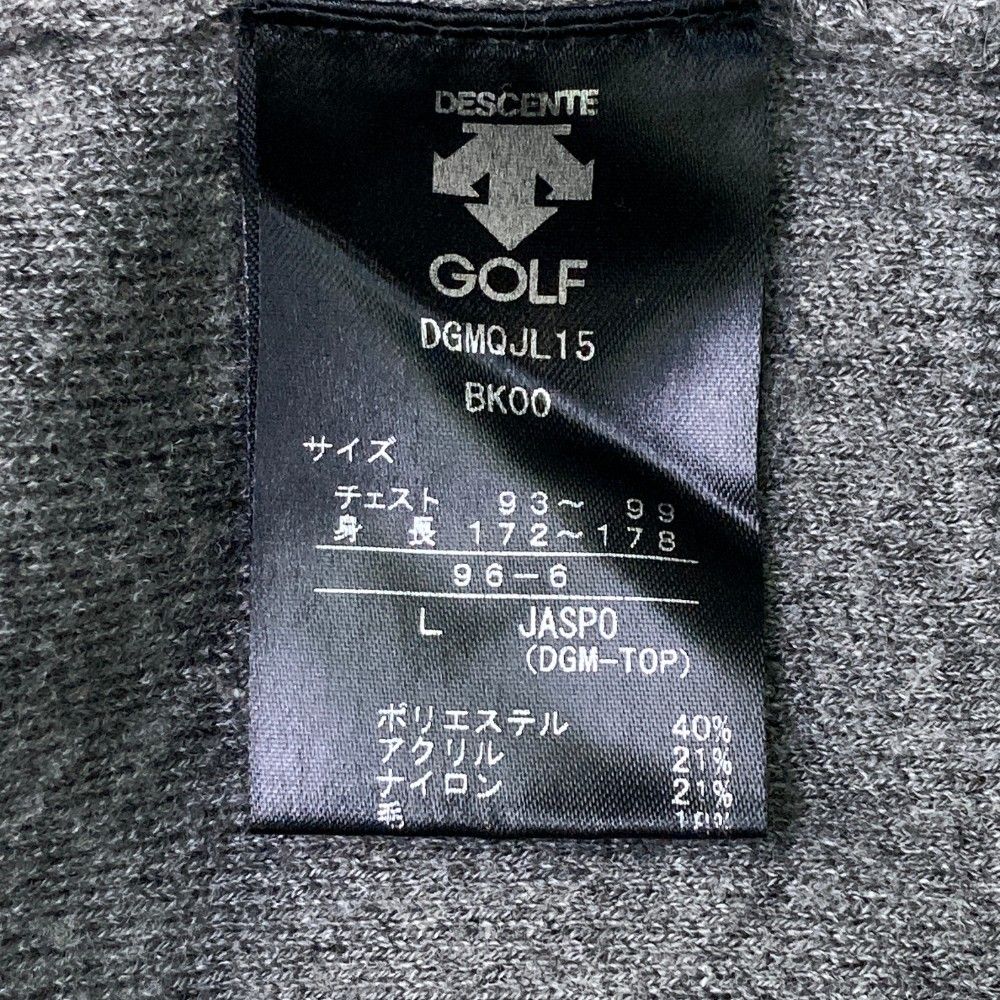 DESCENTE
GOLF
DGMQJL15
BK00
サイズ
チェスト 93～ 99
身 長 172～178
96-6
L JASPO
(DGM-TOP)
ポリエステル 40%
アクリル 21%
ナイロン 21%
毛